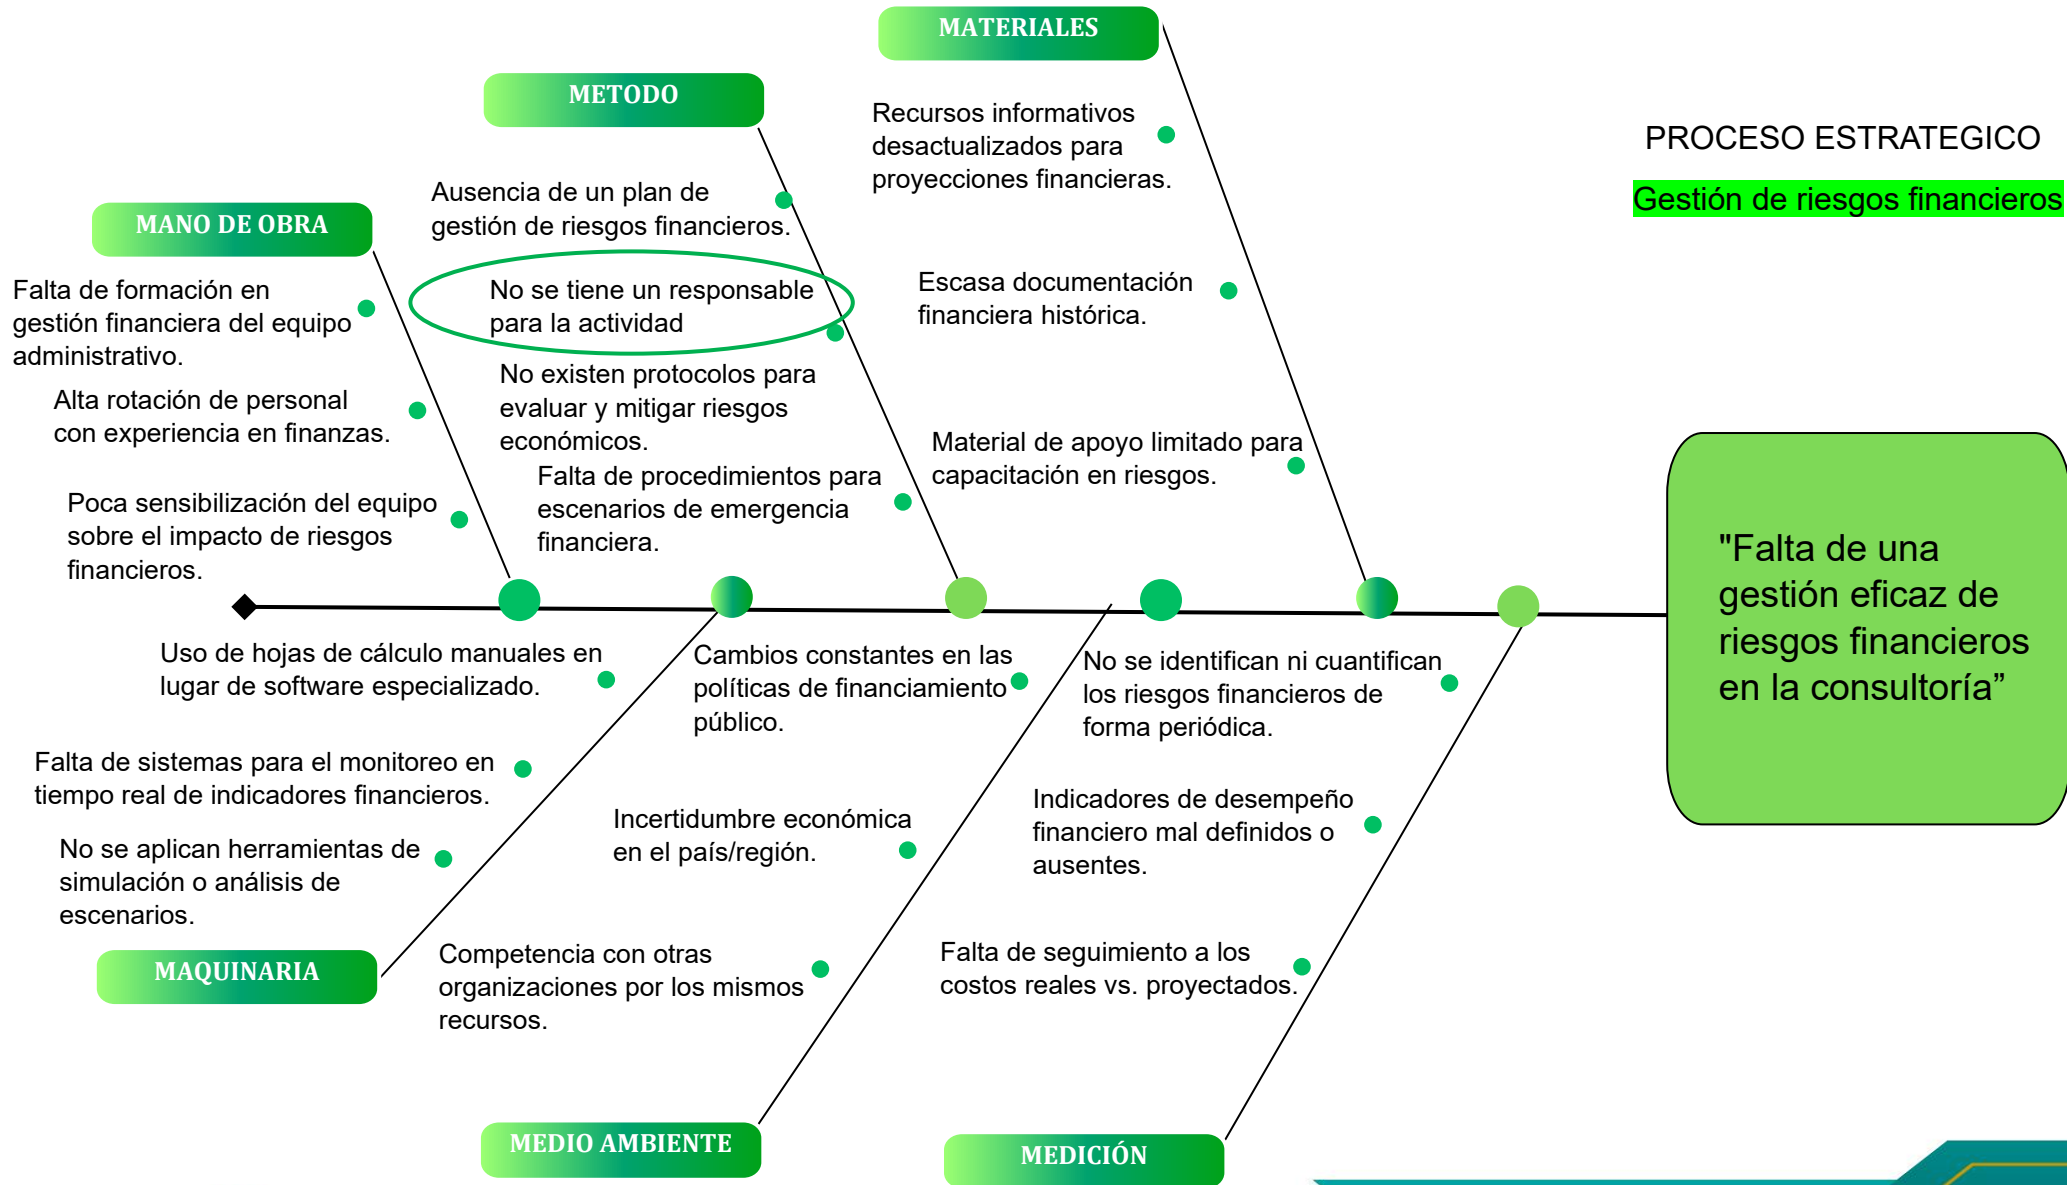 MATERIALES
METODO
Recursos informativos
desactualizados para
proyecciones financieras.
PROCESO ESTRATEGICO
Gestión de riesgos financieros
Ausencia de un plan de
gestión de riesgos financieros.
MANO DE OBRA
Falta de formación en
gestión financiera del equipo
administrativo.
No se tiene un responsable
para la actividad
Escasa documentación
financiera histórica.
Alta rotación de personal
con experiencia en finanzas.
No existen protocolos para
evaluar y mitigar riesgos
económicos.
Material de apoyo limitado para
capacitación en riesgos.
Poca sensibilización del equipo
sobre el impacto de riesgos
financieros.
Falta de procedimientos para
escenarios de emergencia
financiera.
"Falta de una
gestión eficaz de
riesgos financieros
en la consultoría”
Uso de hojas de cálculo manuales en
lugar de software especializado.
Cambios constantes en las
políticas de financiamiento
público.
No se identifican ni cuantifican
los riesgos financieros de
forma periódica.
Falta de sistemas para el monitoreo en
tiempo real de indicadores financieros.
Incertidumbre económica
en el país/región.
Indicadores de desempeño
financiero mal definidos o
ausentes.
No se aplican herramientas de
simulación o análisis de
escenarios.
MAQUINARIA
Competencia con otras
organizaciones por los mismos
recursos.
Falta de seguimiento a los
costos reales vs. proyectados.
MEDIO AMBIENTE
MEDICIÓN